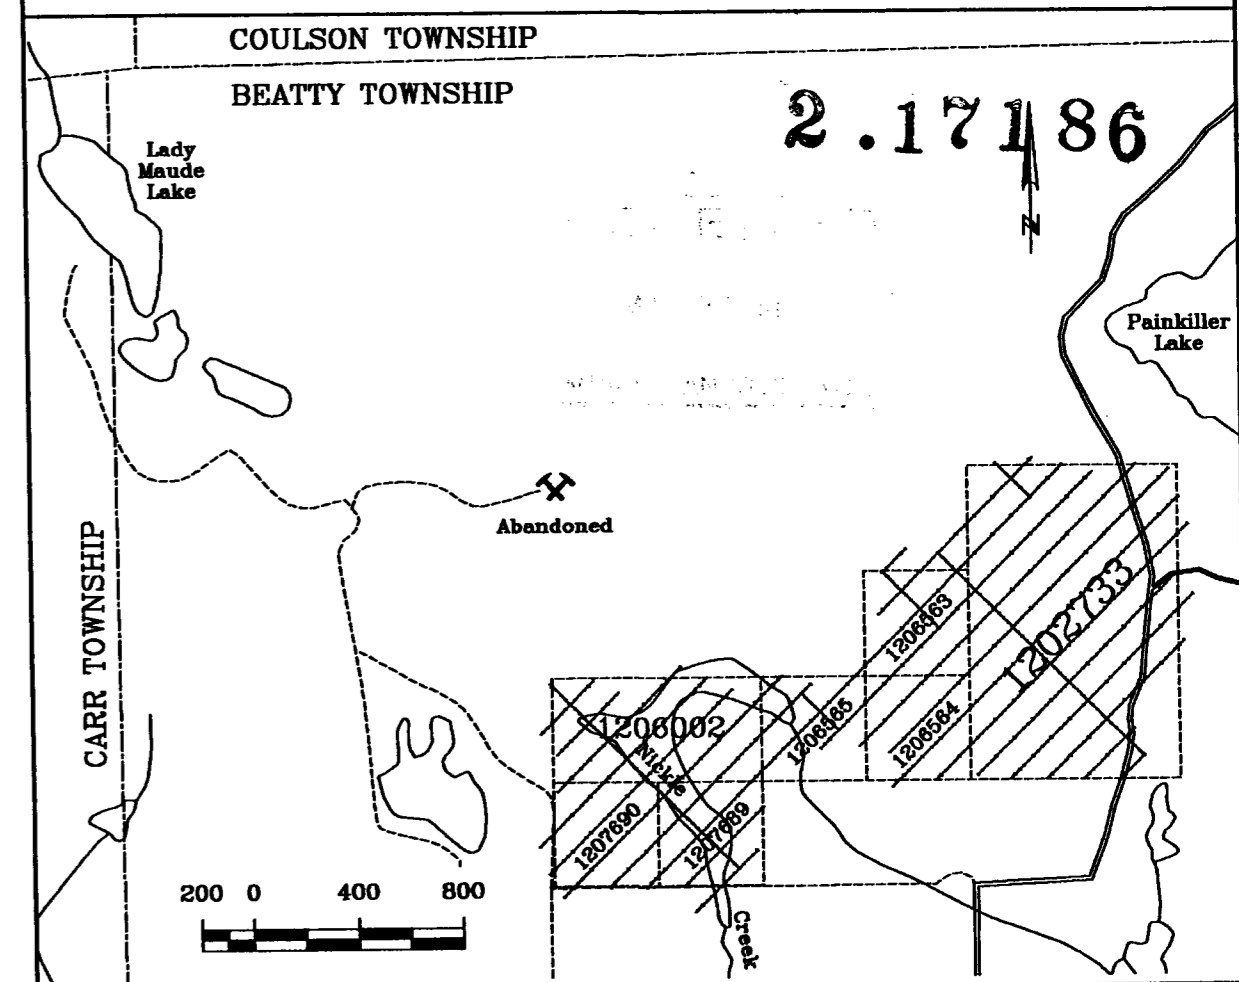 COULSON TOWNSHIP
BEATTY TOWNSHIP
2.17186
Lady
Maude
Lake
N
Painkiller
Lake
Abandoned
CARR TOWNSHIP
1202733
1206563
1206564
1206565
1206002
Nickle
1207690
1207689
Creek
200 0 400 800